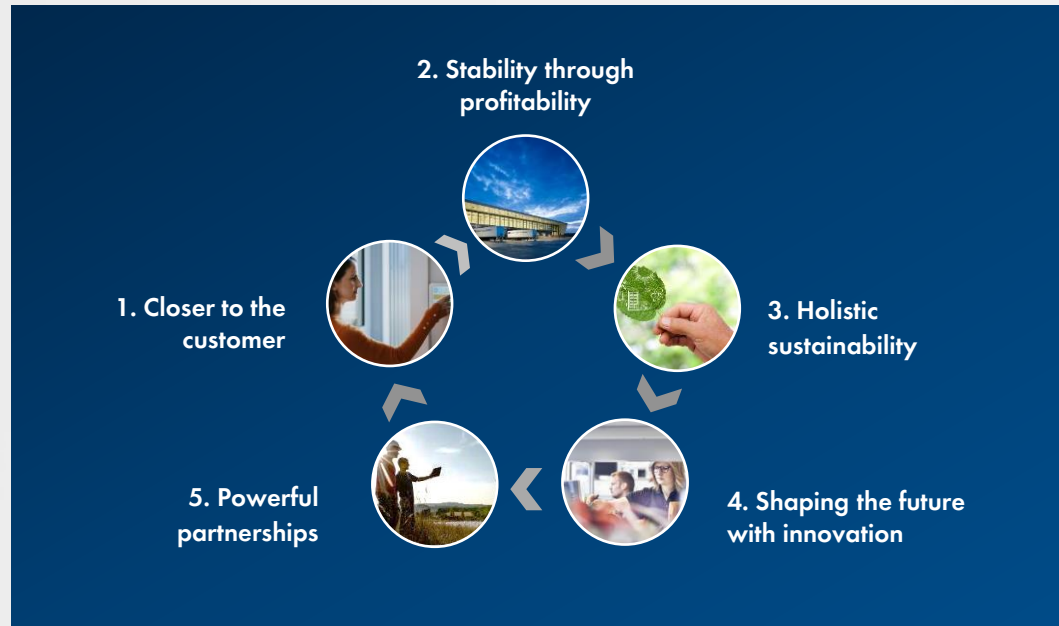 2. Stability through
profitability
1. Closer to the
customer
3. Holistic
sustainability
5. Powerful
partnerships
4. Shaping the future
with innovation